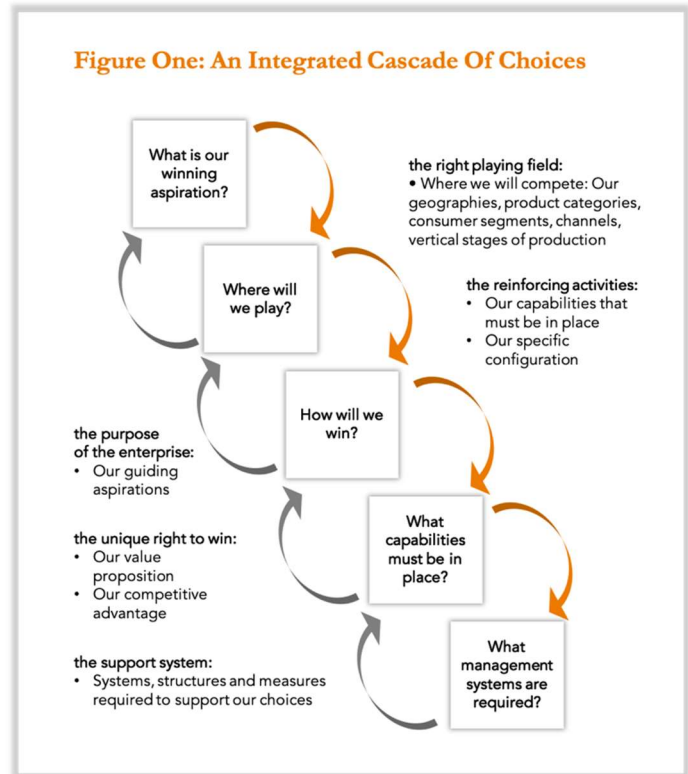 Figure One: An Integrated Cascade Of Choices
What is our
winning
aspiration?
the right playing field:
• Where we will compete: Our
geographies, product categories,
consumer segments, channels,
vertical stages of production
Where will
we play?
the reinforcing activities:
• Our capabilities that
must be in place
• Our specific
configuration
How will we
win?
the purpose
of the enterprise:
• Our guiding
aspirations
What
capabilities
must be in
place?
the unique right to win:
• Our value
proposition
• Our competitive
advantage
What
management
systems are
required?
the support system:
• Systems, structures and measures
required to support our choices